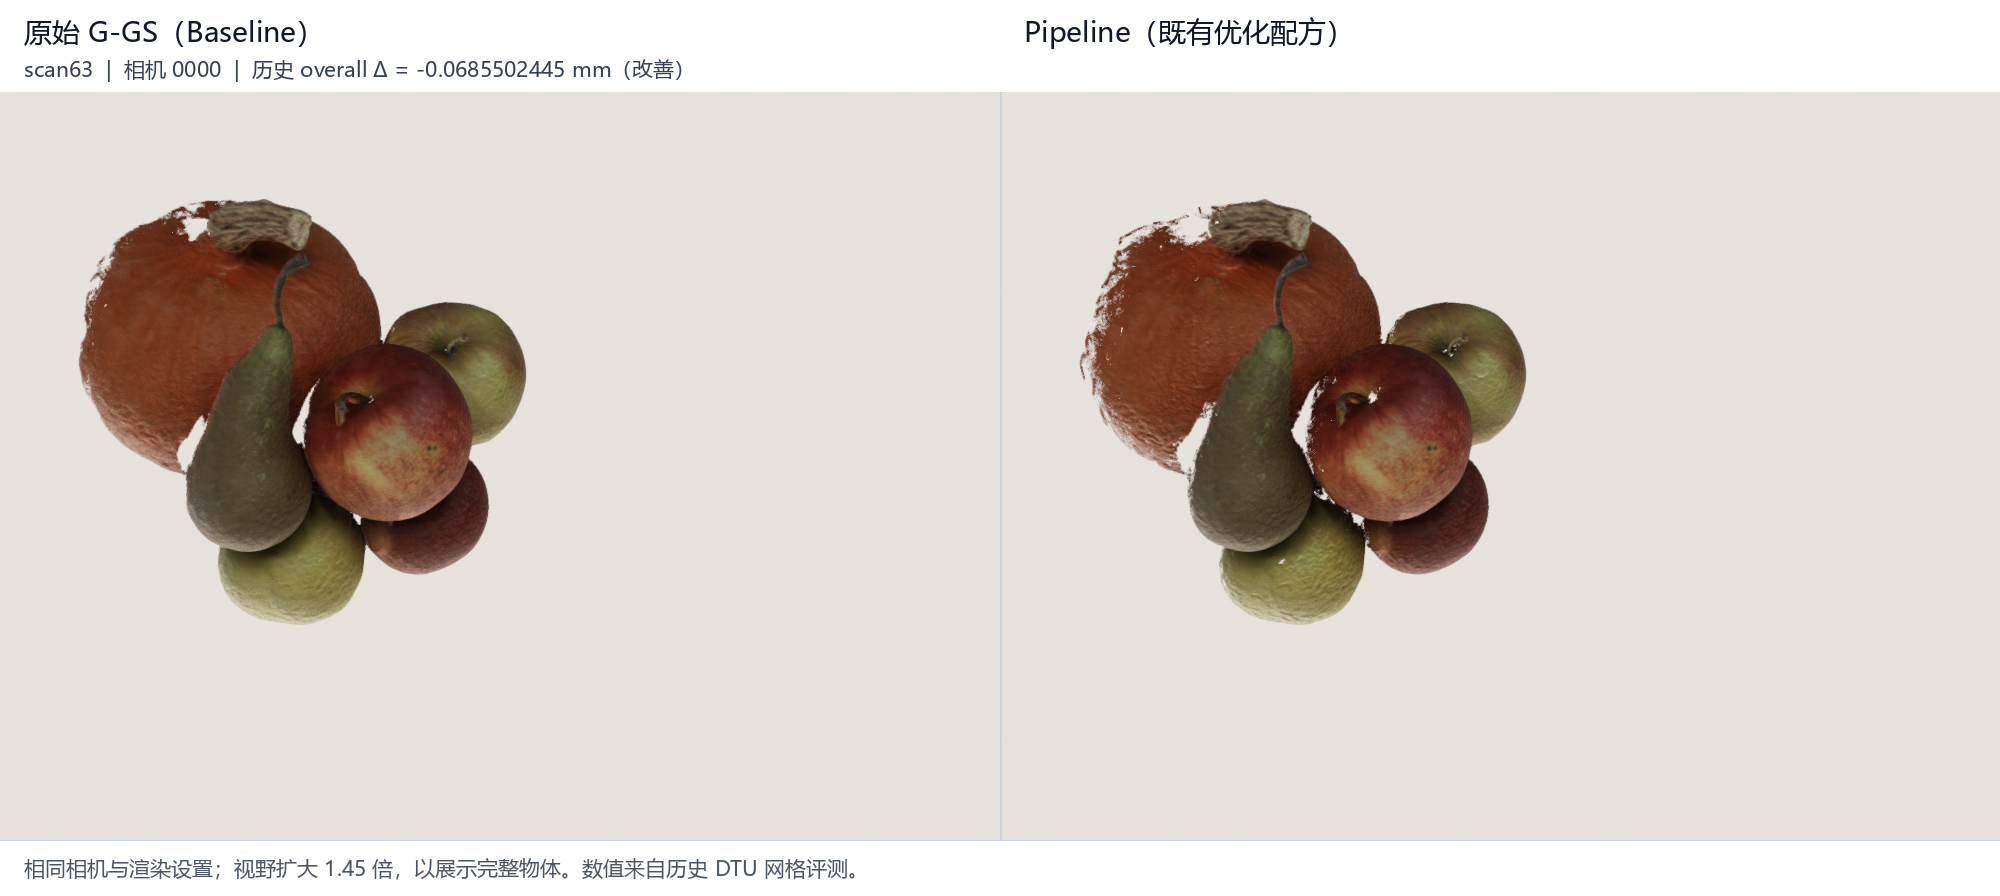 原始 G-GS（Baseline）
scan63 | 相机 0000 | 历史 overall Δ = -0.0685502445 mm（改善）
Pipeline（既有优化配方）
相同相机与渲染设置；视野扩大 1.45 倍，以展示完整物体。数值来自历史 DTU 网格评测。